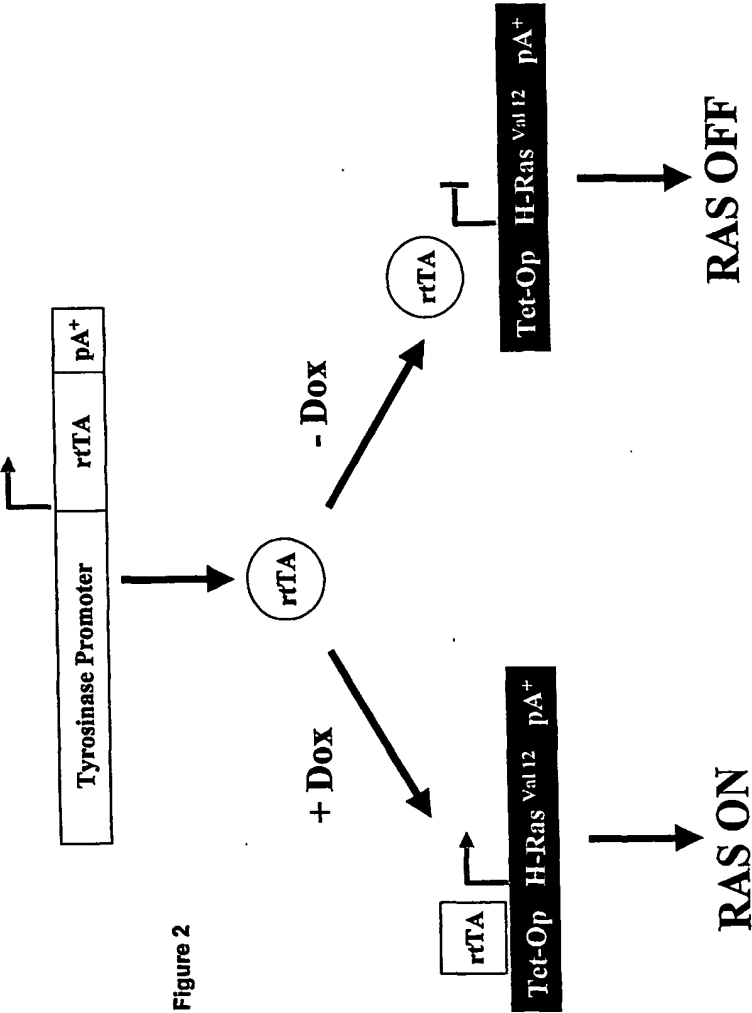 Figure 2
Tyrosinase Promoter rtTA pA+
rtTA
+ Dox
- Dox
rtTA
Tet-Op H-Ras Val 12 pA+
RAS ON
rtTA
Tet-Op H-Ras Val 12 pA+
RAS OFF